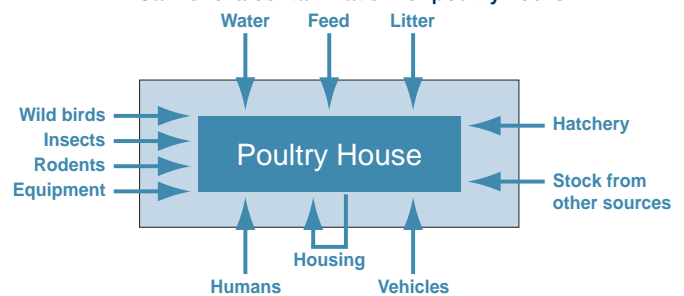 Water Feed Litter
Wild birds
Insects
Rodents
Equipment
Poultry House
Hatchery
Stock from
other sources
Housing
Humans
Vehicles